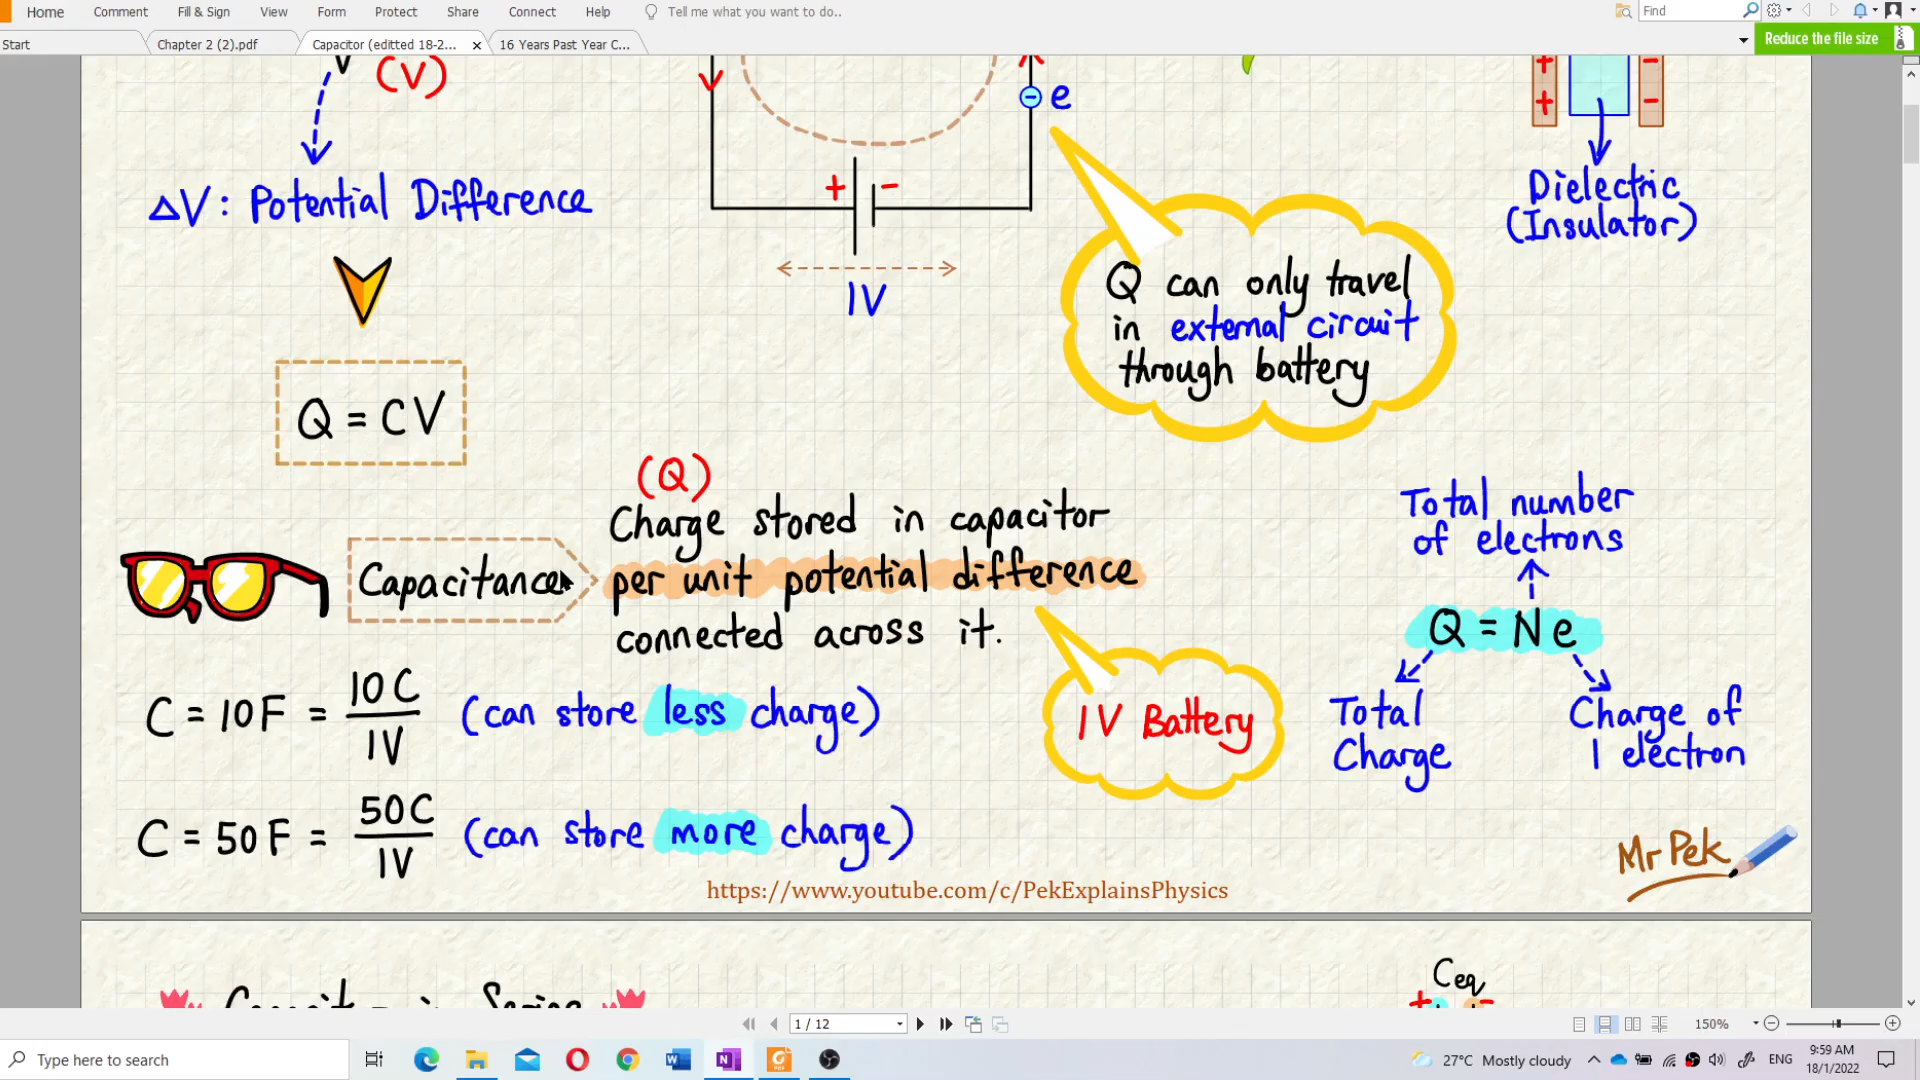 Home Comment Fill & Sign View Form Protect Share Connect Help Tell me what you want to do.. Find
Start Chapter 2 (2).pdf Capacitor (editted 18-2... × 16 Years Past Year C... Reduce the file size
(V)
e
+ -
+ -
ΔV : Potential Difference
+ -
1V
Dielectric
(Insulator)
Q can only travel
in external circuit
through battery
Q = CV
(Q)
Charge stored in capacitor
Capacitance
per unit potential difference
connected across it.
Total number
of electrons
Q = Ne
Total
Charge
Charge of
1 electron
1V Battery
C = 10F = 10C / 1V (can store less charge)
C = 50F = 50C / 1V (can store more charge)
Mr Pek
https://www.youtube.com/c/PekExplainsPhysics
Ceq
+ -
1 / 12 150%
Type here to search 27°C Mostly cloudy ENG 9:59 AM
18/1/2022